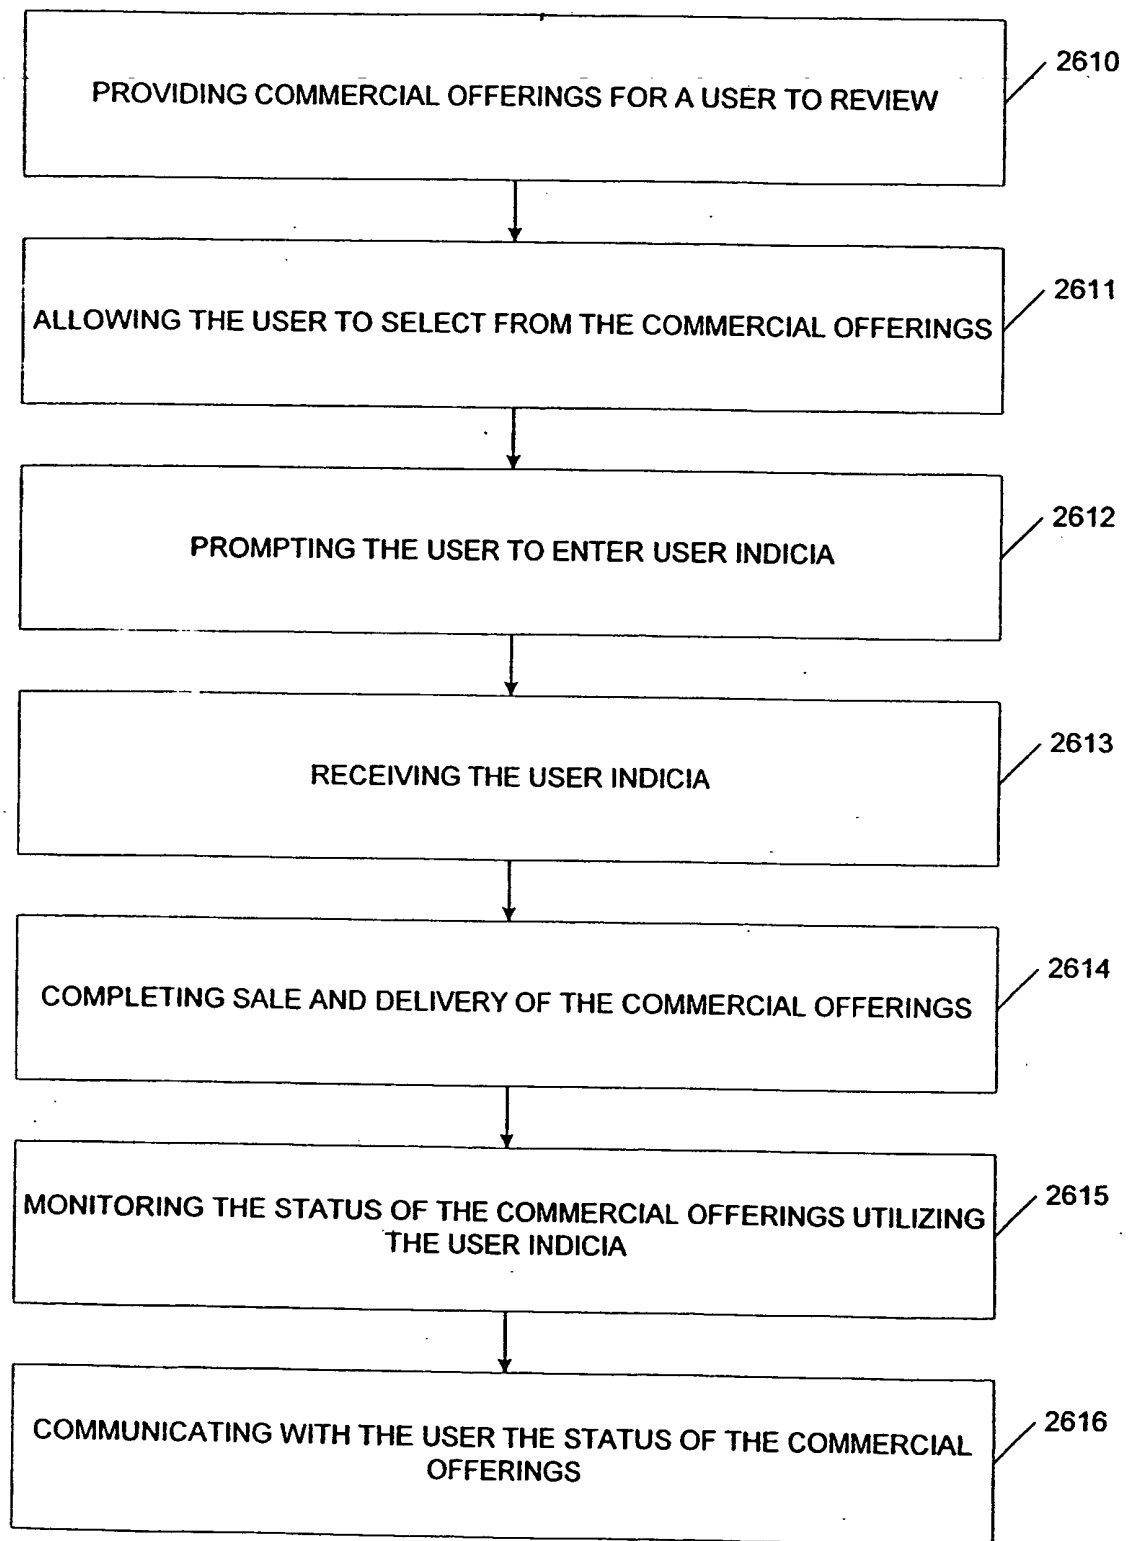 PROVIDING COMMERCIAL OFFERINGS FOR A USER TO REVIEW
2610
ALLOWING THE USER TO SELECT FROM THE COMMERCIAL OFFERINGS
2611
PROMPTING THE USER TO ENTER USER INDICIA
2612
RECEIVING THE USER INDICIA
2613
COMPLETING SALE AND DELIVERY OF THE COMMERCIAL OFFERINGS
2614
MONITORING THE STATUS OF THE COMMERCIAL OFFERINGS UTILIZING
THE USER INDICIA
2615
COMMUNICATING WITH THE USER THE STATUS OF THE COMMERCIAL
OFFERINGS
2616